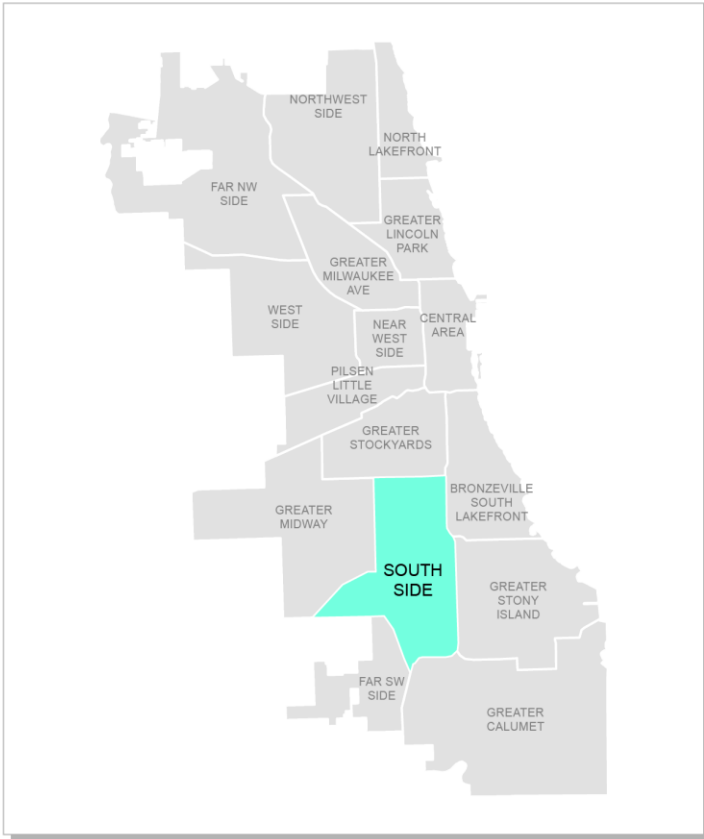 NORTHWEST
SIDE
NORTH
LAKEFRONT
FAR NW
SIDE
GREATER
LINCOLN
PARK
GREATER
MILWAUKEE
AVE
WEST
SIDE
NEAR
WEST
SIDE
CENTRAL
AREA
PILSEN
LITTLE
VILLAGE
GREATER
STOCKYARDS
GREATER
MIDWAY
BRONZEVILLE
SOUTH
LAKEFRONT
SOUTH
SIDE
GREATER
STONY
ISLAND
FAR SW
SIDE
GREATER
CALUMET